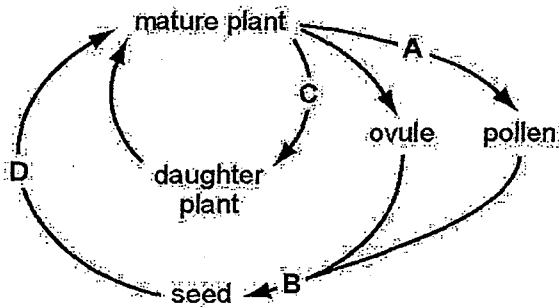 mature plant
A
C
ovule
pollen
D
daughter
plant
B
seed